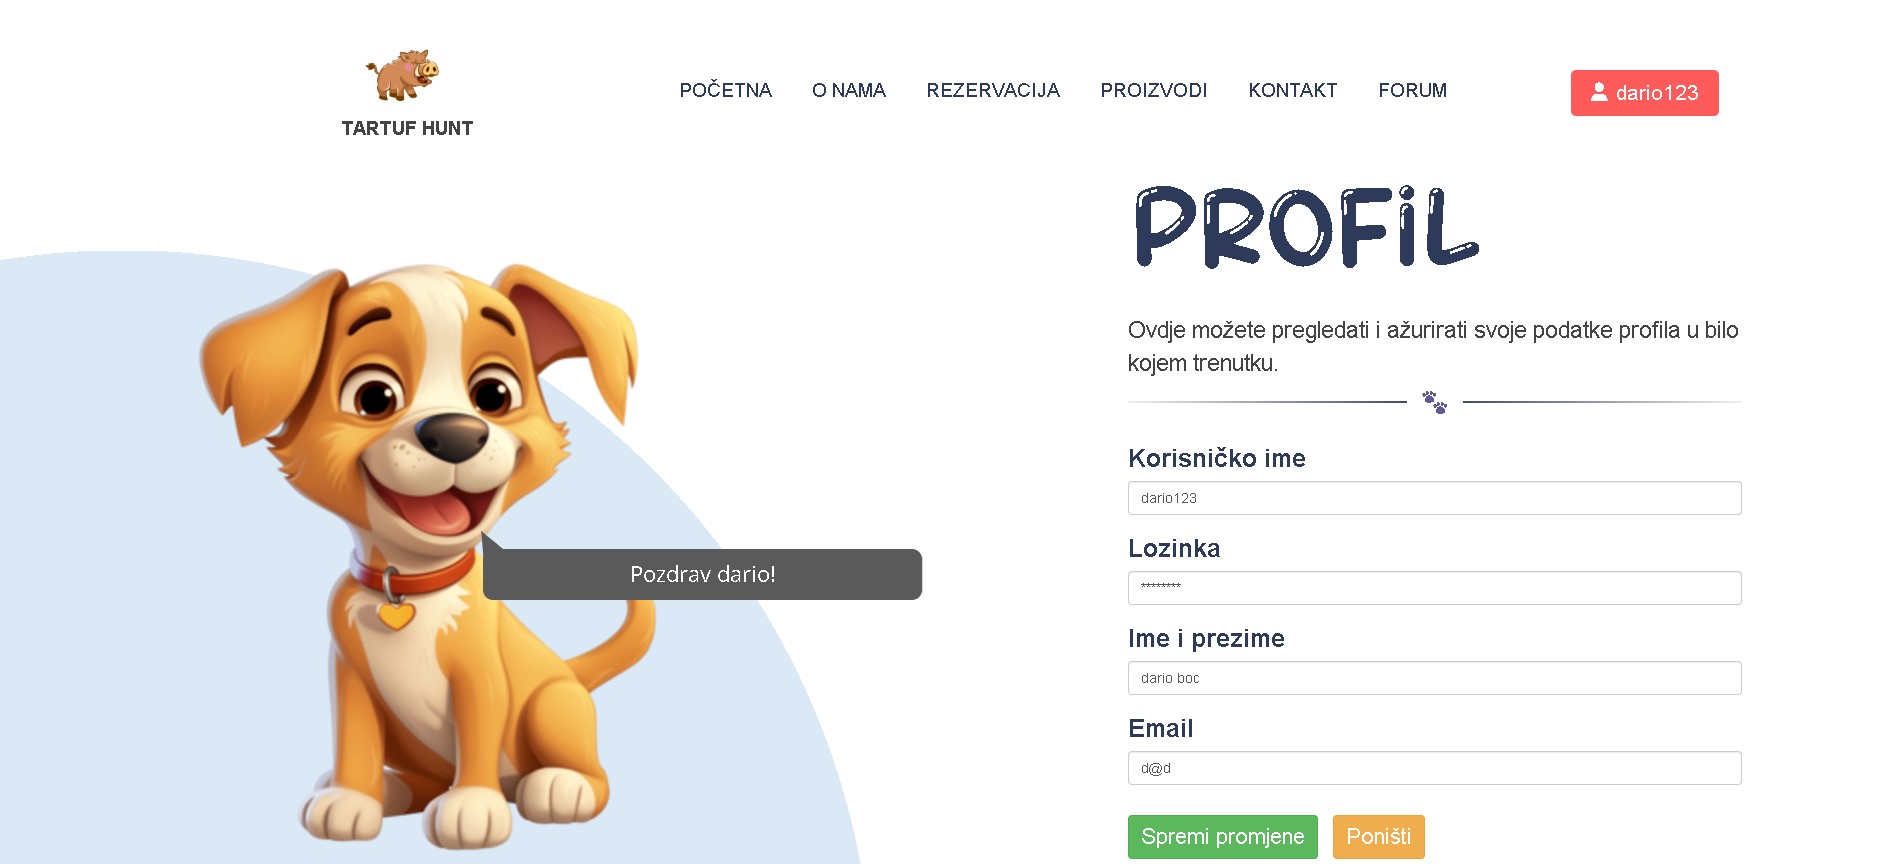 TARTUF HUNT
POČETNA O NAMA REZERVACIJA PROIZVODI KONTAKT FORUM
dario123
PROFiL
Ovdje možete pregledati i ažurirati svoje podatke profila u bilo
kojem trenutku.
Pozdrav dario!
Korisničko ime
dario123
Lozinka
********
Ime i prezime
dario boc
Email
d@d
Spremi promjene Poništi